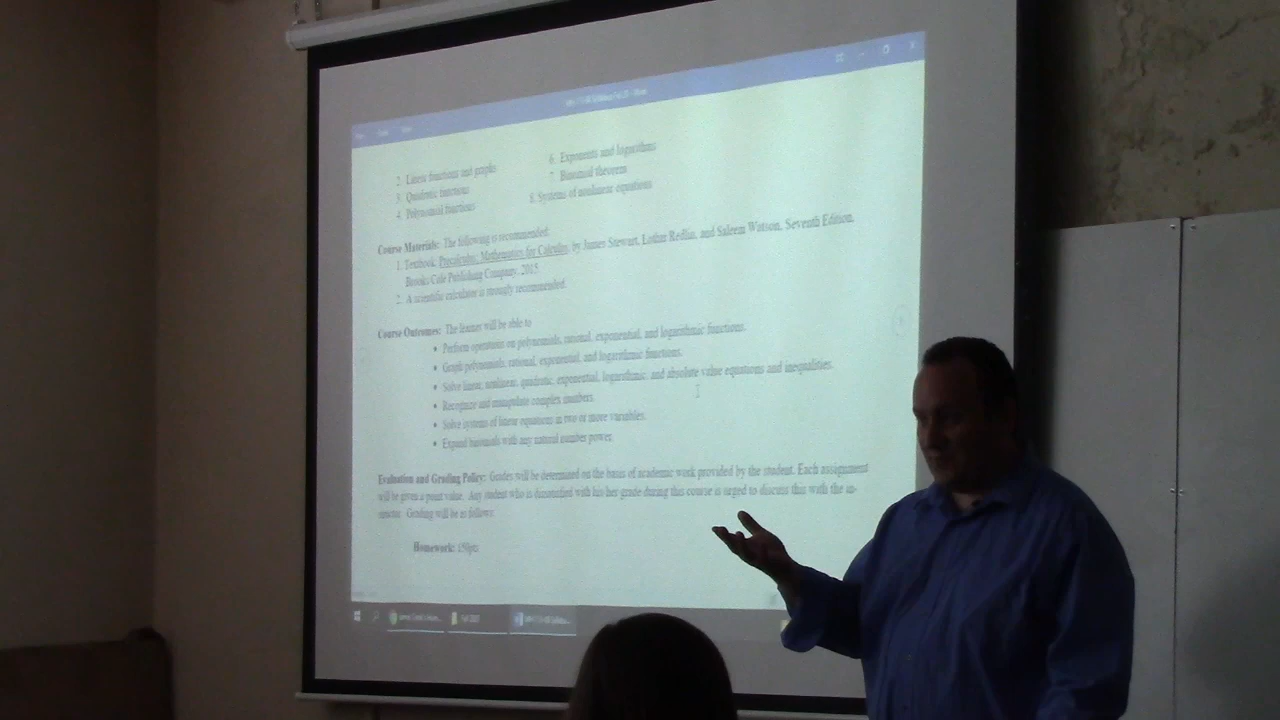 2. Linear functions and graphs
3. Quadratic functions
4. Polynomial functions
6. Exponents and logarithms
7. Binomial theorem
8. Systems of nonlinear equations
Course Materials: The following is recommended:
1. Textbook: Precalculus, Mathematics for Calculus, by James Stewart, Lothar Redlin, and Saleem Watson, Seventh Edition,
Brooks Cole Publishing Company, 2015
2. A scientific calculator is strongly recommended.
Course Outcomes: The learner will be able to
• Perform operations on polynomials, rational, exponential, and logarithmic functions.
• Graph polynomials, rational, exponential, and logarithmic functions.
• Solve linear, nonlinear, quadratic, exponential, logarithmic, and absolute value equations and inequalities.
• Recognize and manipulate complex numbers.
• Solve systems of linear equations in two or more variables.
• Expand binomials with any natural number power.
Evaluation and Grading Policy: Grades will be determined on the basis of academic work provided by the student. Each assignment
will be given a point value. Any student who is dissatisfied with his/her grade during this course is urged to discuss this with the in-
structor. Grading will be as follows:
Homework: 150pts